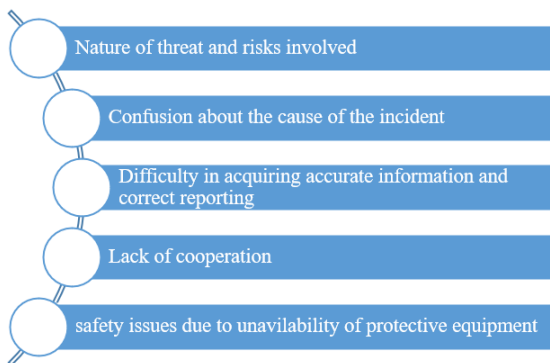 Nature of threat and risks involved
Confusion about the cause of the incident
Difficulty in acquiring accurate information and
correct reporting
Lack of cooperation
safety issues due to unavilability of protective equipment